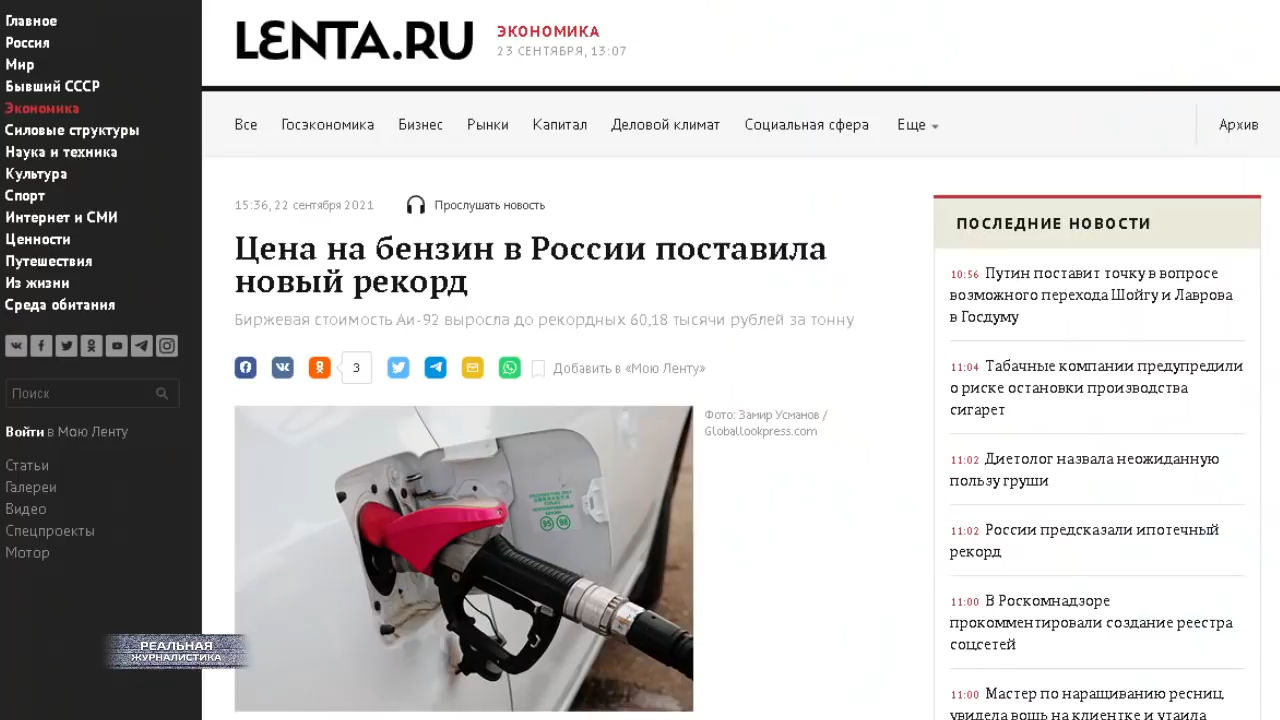 Главное
Россия
Мир
Бывший СССР
Экономика
Силовые структуры
Наука и техника
Культура
Спорт
Интернет и СМИ
Ценности
Путешествия
Из жизни
Среда обитания
Поиск
Войти в Мою Ленту
Статьи
Галереи
Видео
Спецпроекты
Мотор
РЕАЛЬНАЯ
ЖУРНАЛИСТИКА
LENTA.RU
ЭКОНОМИКА
23 СЕНТЯБРЯ, 13:07
Все Госэкономика Бизнес Рынки Капитал Деловой климат Социальная сфера Еще Архив
15:36, 22 сентября 2021 Прослушать новость
Цена на бензин в России поставила
новый рекорд
Биржевая стоимость Аи-92 выросла до рекордных 60,18 тысячи рублей за тонну
3 Добавить в «Мою Ленту»
Фото: Замир Усманов /
Globallookpress.com
95 98
ПОСЛЕДНИЕ НОВОСТИ
10:56 Путин поставит точку в вопросе
возможного перехода Шойгу и Лаврова
в Госдуму
11:04 Табачные компании предупредили
о риске остановки производства
сигарет
11:02 Диетолог назвала неожиданную
пользу груши
11:02 России предсказали ипотечный
рекорд
11:00 В Роскомнадзоре
прокомментировали создание реестра
соцсетей
11:00 Мастер по наращиванию ресниц
увидела вошь на клиентке и утаила